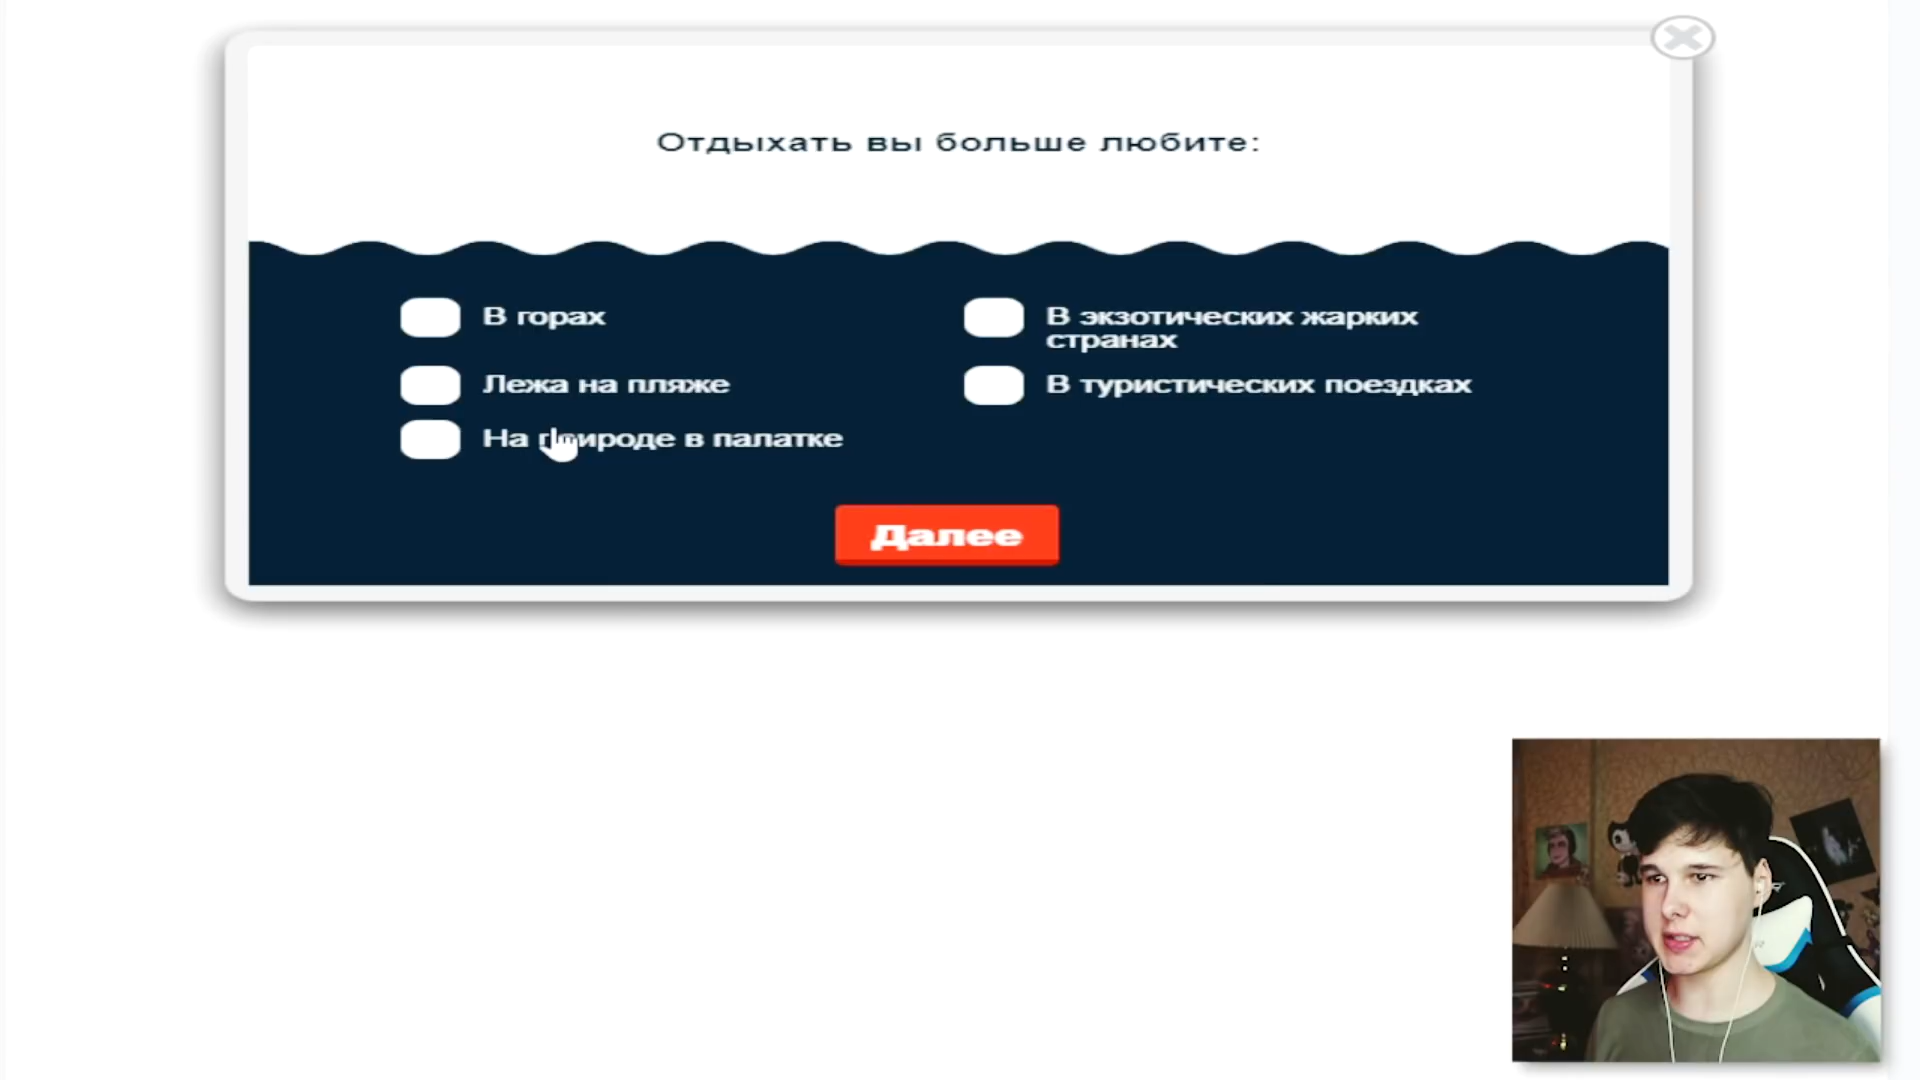 Отдыхать вы больше любите:
В горах
В экзотических жарких
странах
Лежа на пляже
В туристических поездках
На природе в палатке
Далее